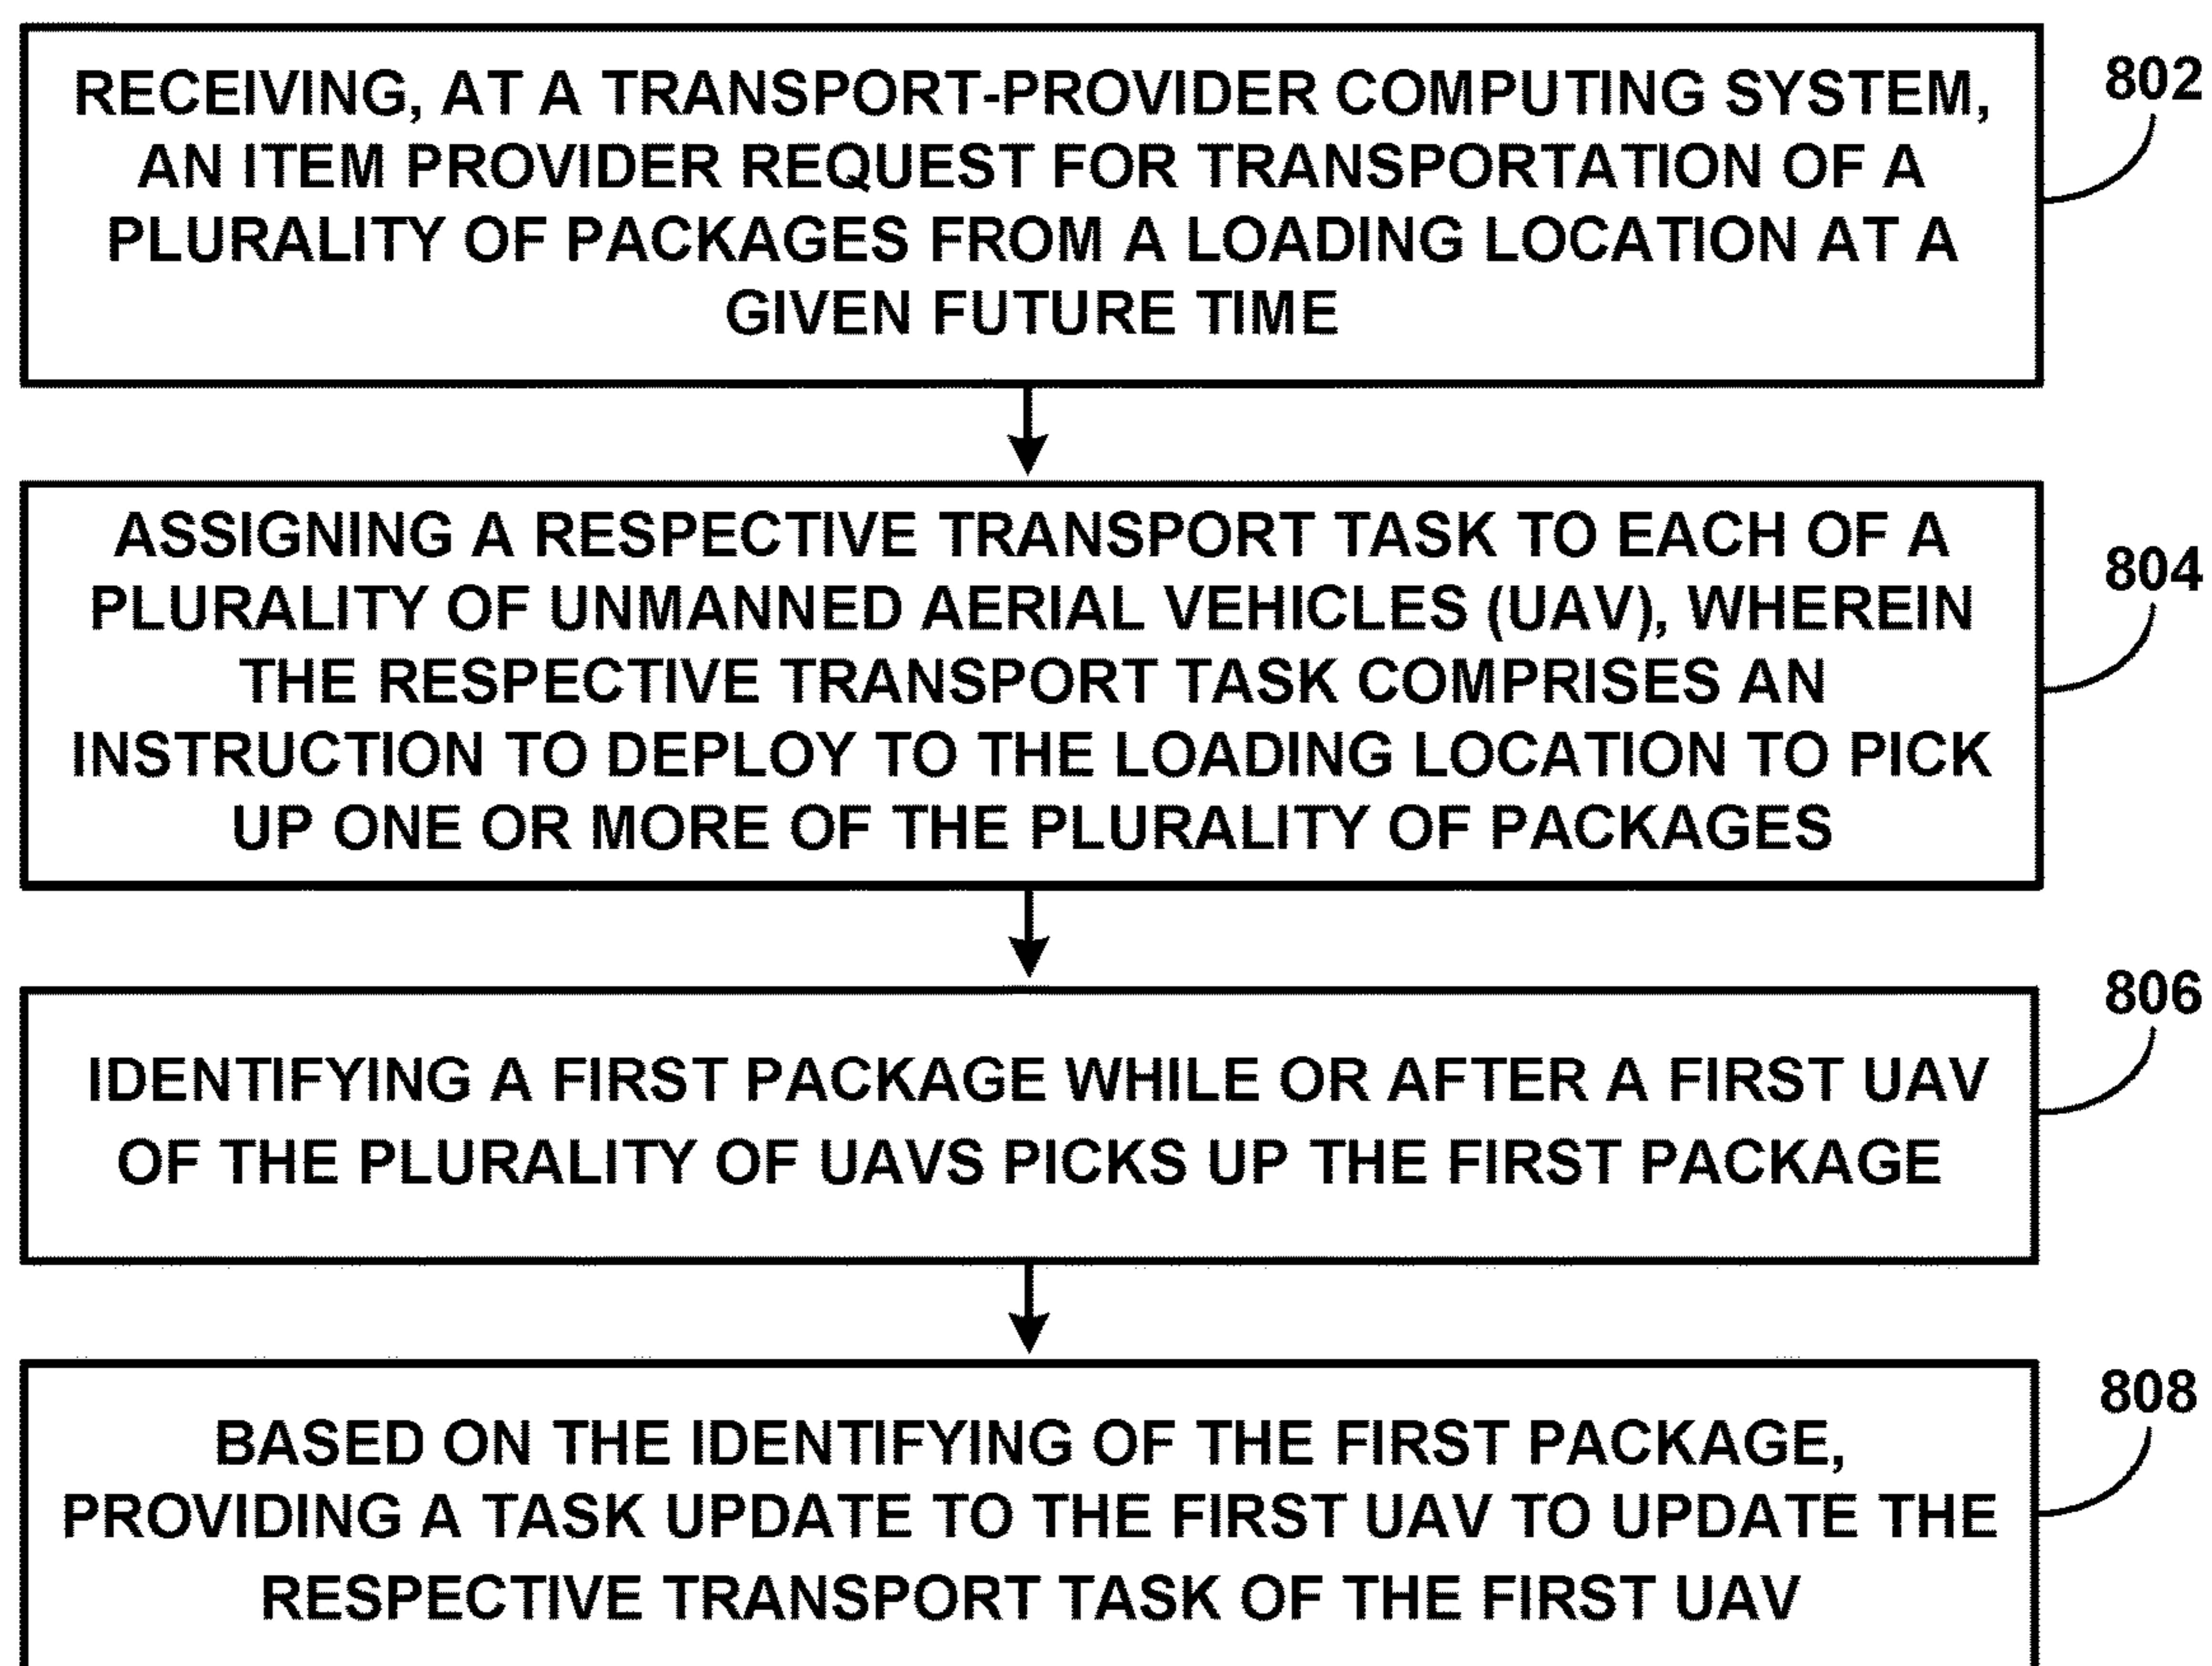 RECEIVING, AT A TRANSPORT-PROVIDER COMPUTING SYSTEM,
AN ITEM PROVIDER REQUEST FOR TRANSPORTATION OF A
PLURALITY OF PACKAGES FROM A LOADING LOCATION AT A
GIVEN FUTURE TIME
802
ASSIGNING A RESPECTIVE TRANSPORT TASK TO EACH OF A
PLURALITY OF UNMANNED AERIAL VEHICLES (UAV), WHEREIN
THE RESPECTIVE TRANSPORT TASK COMPRISES AN
INSTRUCTION TO DEPLOY TO THE LOADING LOCATION TO PICK
UP ONE OR MORE OF THE PLURALITY OF PACKAGES
804
IDENTIFYING A FIRST PACKAGE WHILE OR AFTER A FIRST UAV
OF THE PLURALITY OF UAVS PICKS UP THE FIRST PACKAGE
806
BASED ON THE IDENTIFYING OF THE FIRST PACKAGE,
PROVIDING A TASK UPDATE TO THE FIRST UAV TO UPDATE THE
RESPECTIVE TRANSPORT TASK OF THE FIRST UAV
808